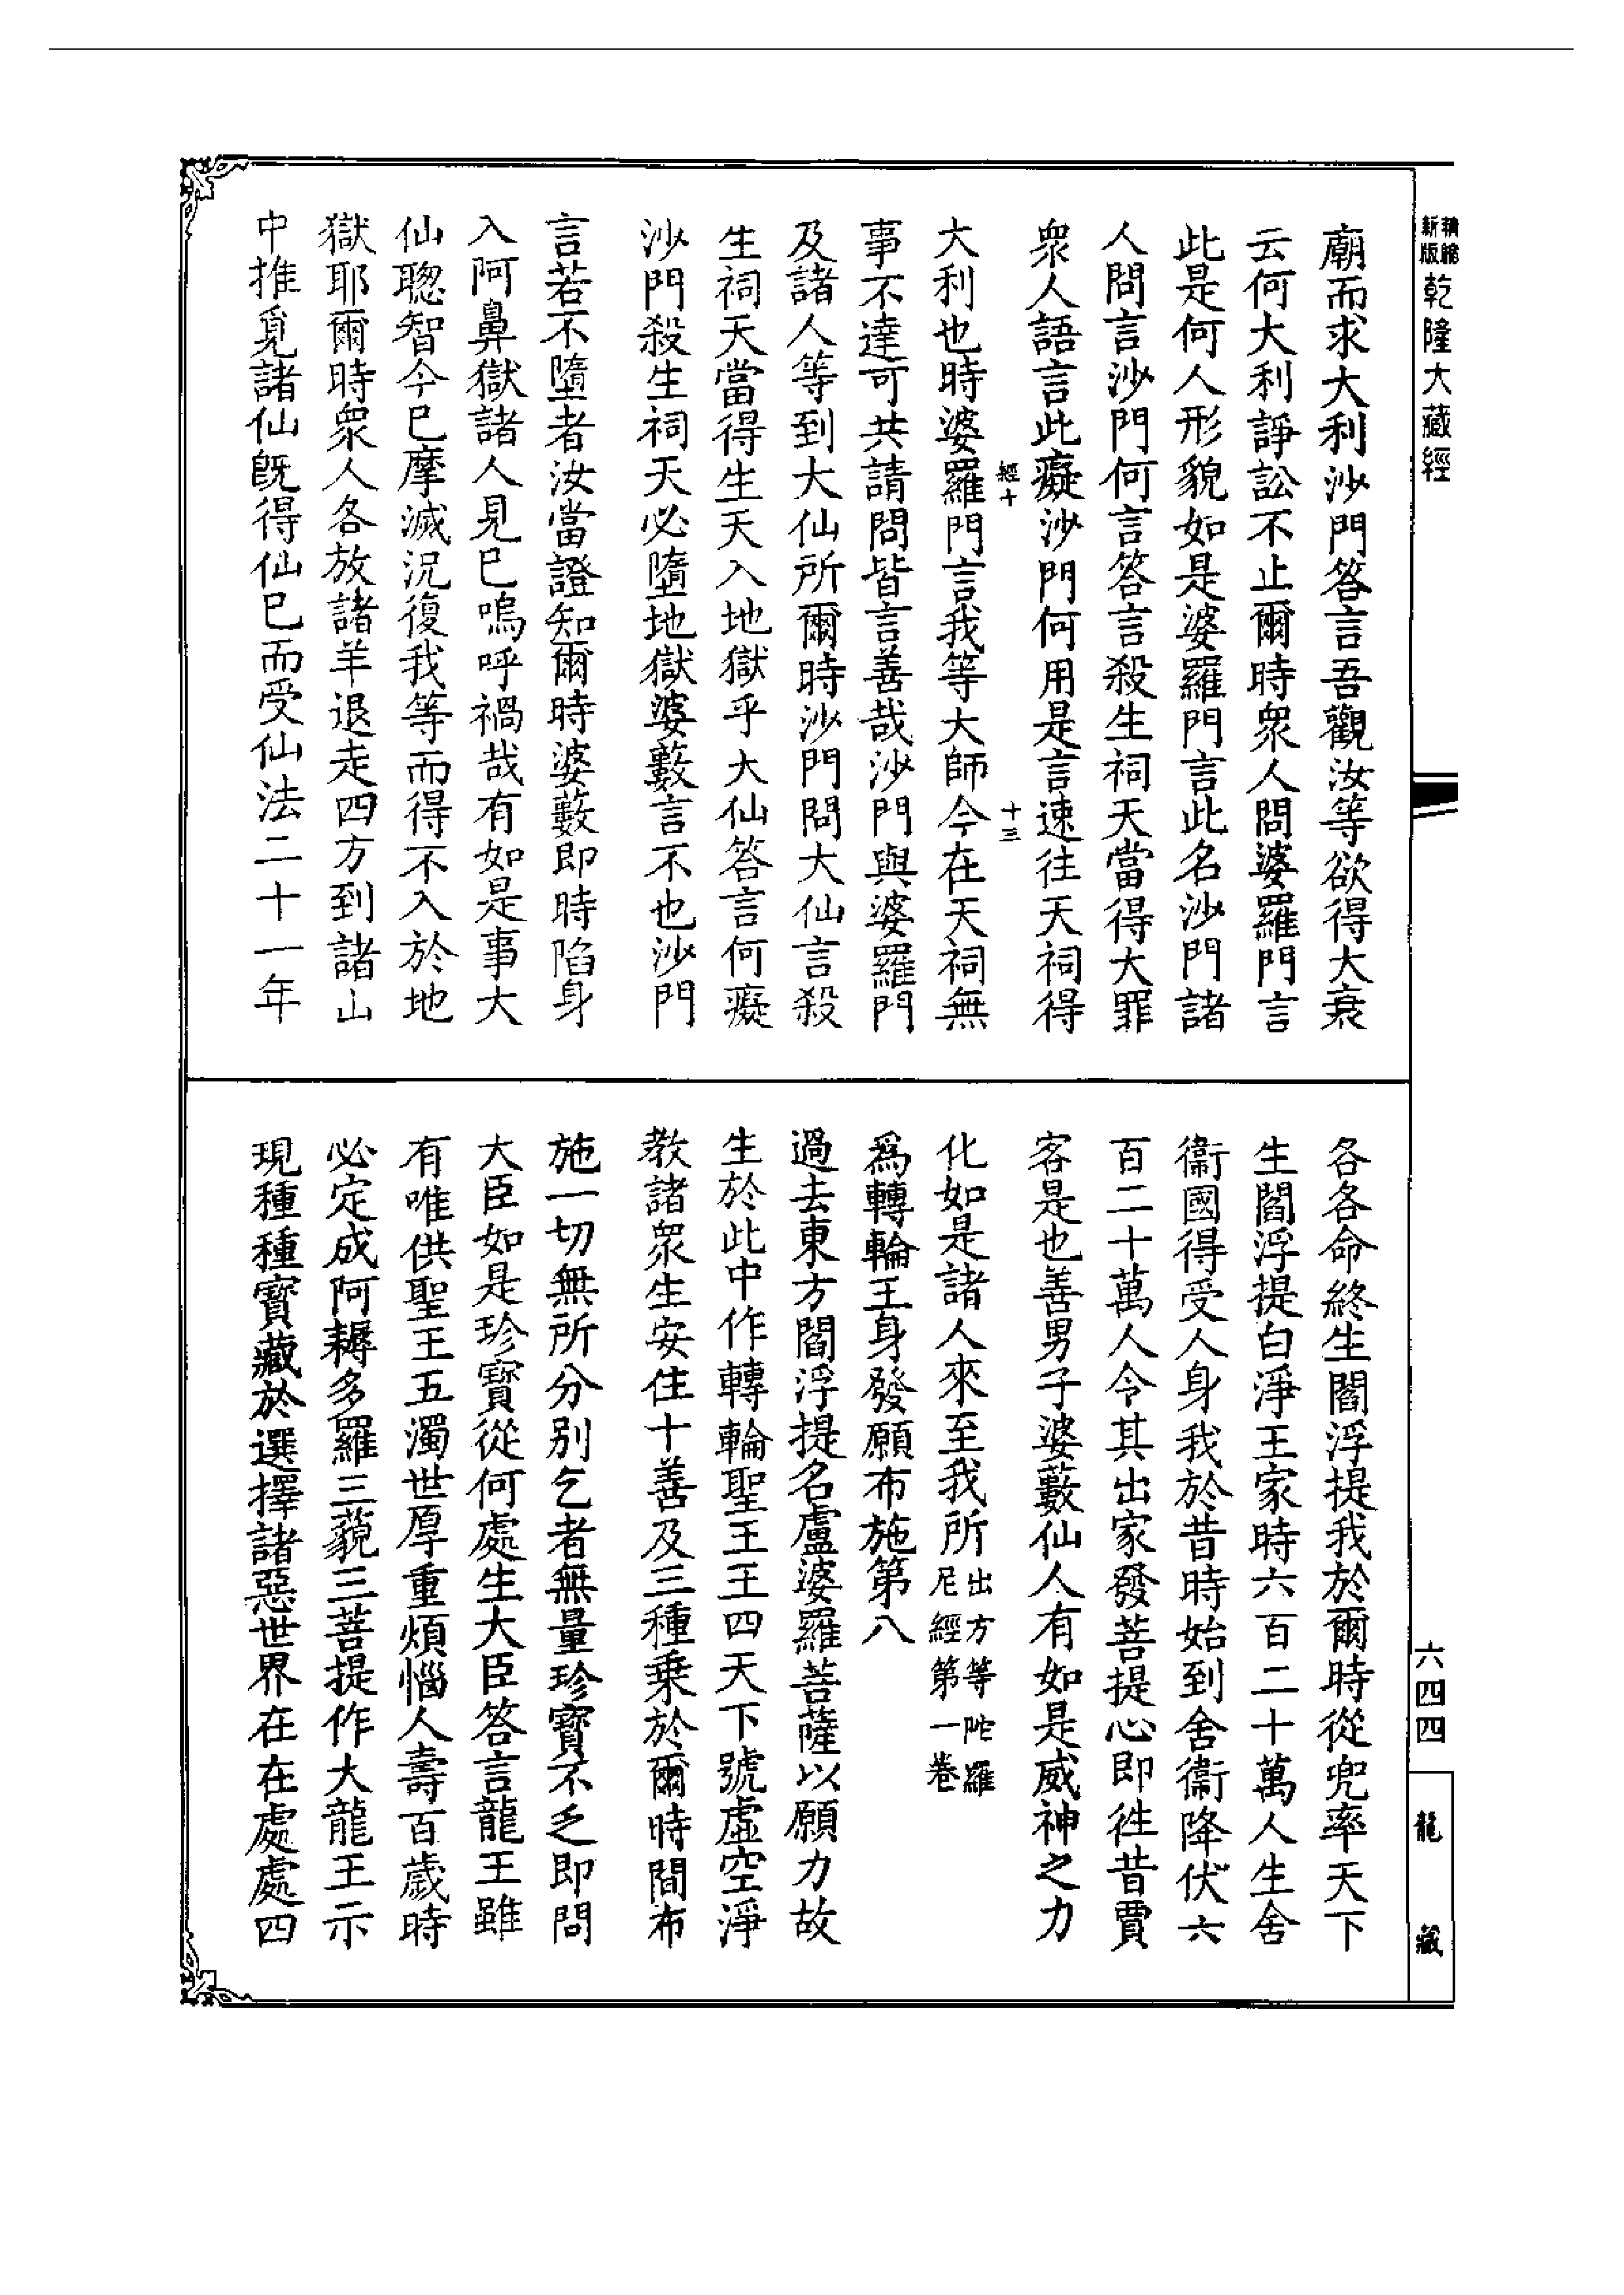 新版
乾隆大藏經
廟而求大利沙門答言吾觀汝等欲得大衰
云何大利諍訟不止爾時衆人問婆羅門言
此是何人形貌如是婆羅門言此名沙門諸
人問言沙門何言答言殺生祠天當得大罪
衆人語言此癡沙門何用是言速往天祠得
經十
十三
大利也時婆羅門言我等大師今在天祠無
事不達可共請問皆言善哉沙門與婆羅門
及諸人等到大仙所爾時沙門問大仙言殺
生祠天當得生天入地獄乎大仙答言何癡
沙門殺生祠天必墮地獄婆藪言不也沙門
言若不墮者汝當證知爾時婆藪即時陷身
入阿鼻獄諸人見已嗚呼禍哉有如是事大
仙聰智今已摩滅況復我等而得不入於地
獄耶爾時衆人各放諸羊退走四方到諸山
中推覓諸仙旣得仙已而受仙法二十一年
各各命終生閻浮提我於爾時從兜率天下
生閻浮提白淨王家時六百二十萬人生舍
衞國得受人身我於昔時始到舍衞降伏六
百二十萬人令其出家發菩提心即徃昔賈
客是也善男子婆藪仙人有如是威神之力
化如是諸人來至我所出方等陀羅
尼經第一卷
爲轉輪王身發願布施第八
過去東方閻浮提名盧婆羅菩薩以願力故
生於此中作轉輪聖王王四天下號虛空淨
教諸衆生安住十善及三種乗於爾時間布
施一切無所分別乞者無量珍寶不乏即問
大臣如是珍寶從何處生大臣答言龍王雖
有唯供聖王五濁世厚重煩惱人壽百歲時
必定成阿耨多羅三藐三菩提作大龍王示
現種種寶藏於選擇諸惡世界在在處處四
六四四
龍藏